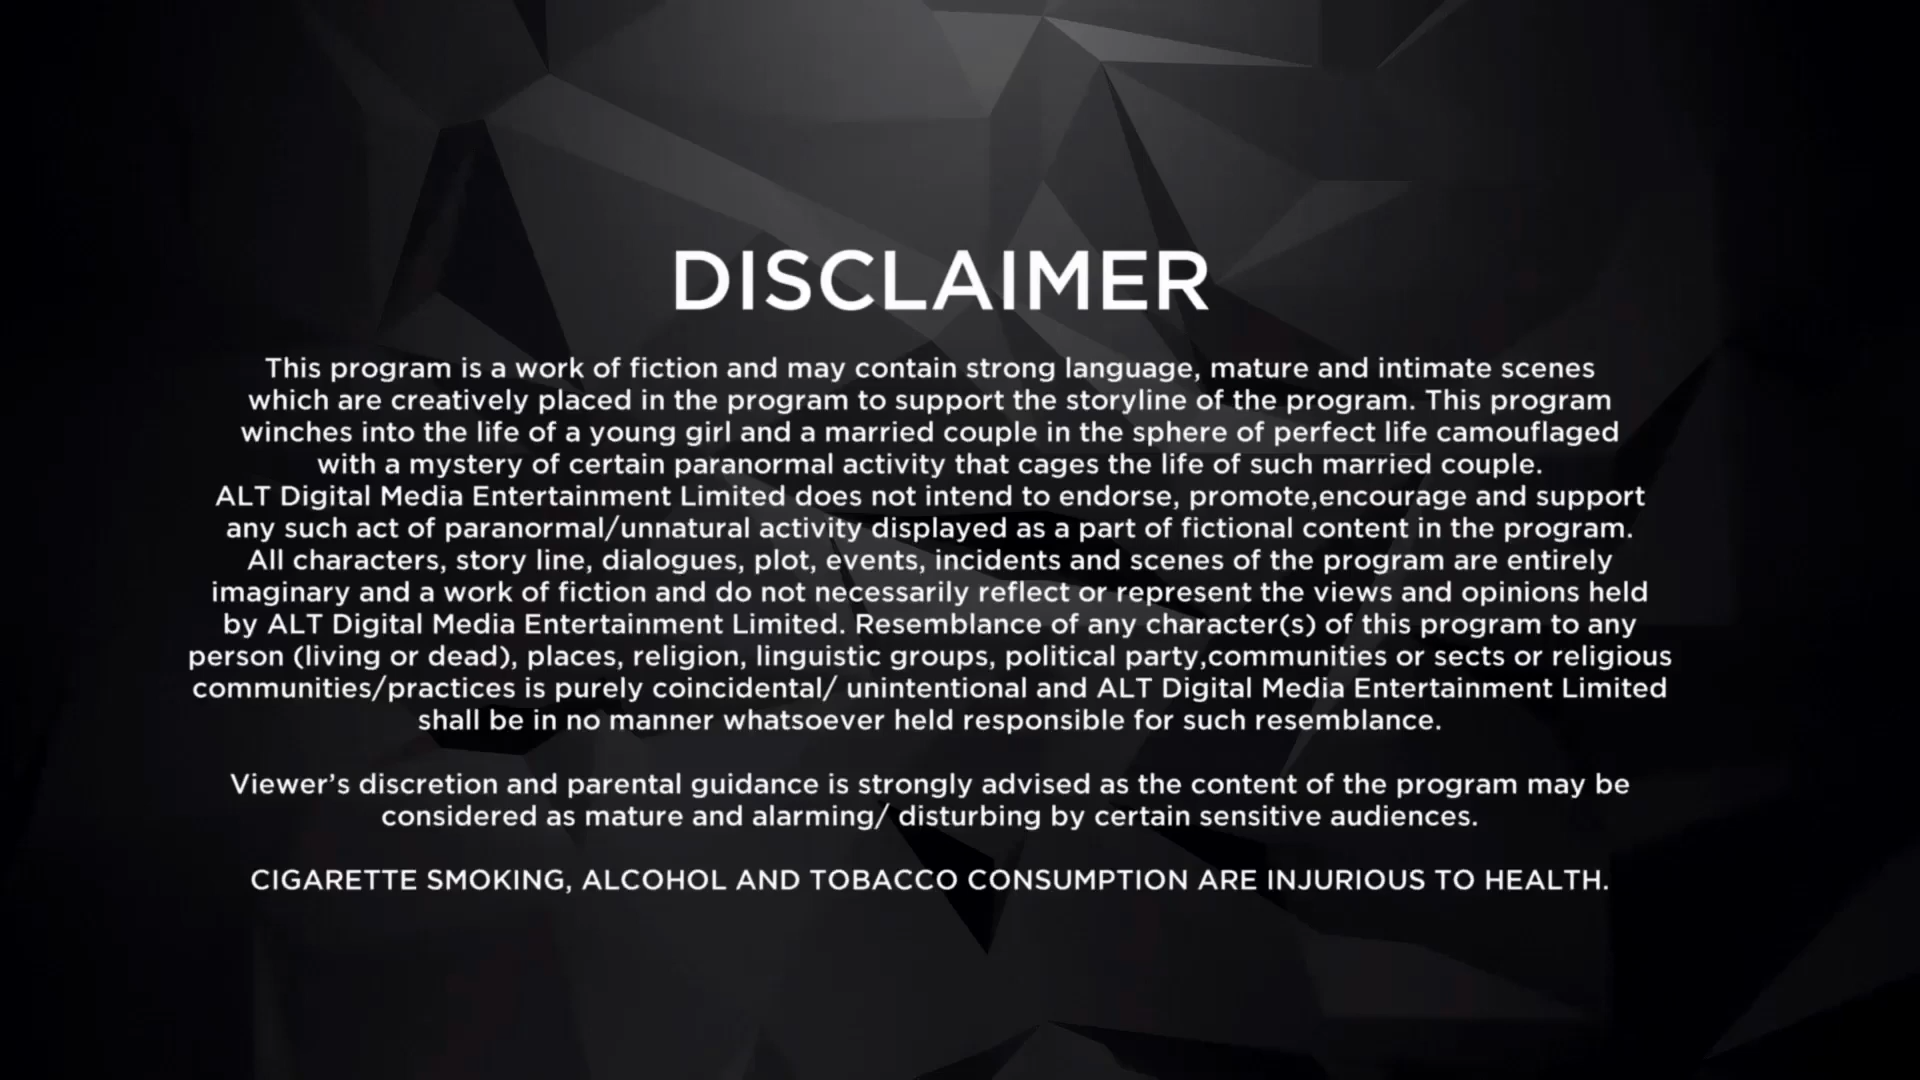 DISCLAIMER
This program is a work of fiction and may contain strong language, mature and intimate scenes
which are creatively placed in the program to support the storyline of the program. This program
winches into the life of a young girl and a married couple in the sphere of perfect life camouflaged
with a mystery of certain paranormal activity that cages the life of such married couple.
ALT Digital Media Entertainment Limited does not intend to endorse, promote,encourage and support
any such act of paranormal/unnatural activity displayed as a part of fictional content in the program.
All characters, story line, dialogues, plot, events, incidents and scenes of the program are entirely
imaginary and a work of fiction and do not necessarily reflect or represent the views and opinions held
by ALT Digital Media Entertainment Limited. Resemblance of any character(s) of this program to any
person (living or dead), places, religion, linguistic groups, political party,communities or sects or religious
communities/practices is purely coincidental/ unintentional and ALT Digital Media Entertainment Limited
shall be in no manner whatsoever held responsible for such resemblance.
Viewer’s discretion and parental guidance is strongly advised as the content of the program may be
considered as mature and alarming/ disturbing by certain sensitive audiences.
CIGARETTE SMOKING, ALCOHOL AND TOBACCO CONSUMPTION ARE INJURIOUS TO HEALTH.